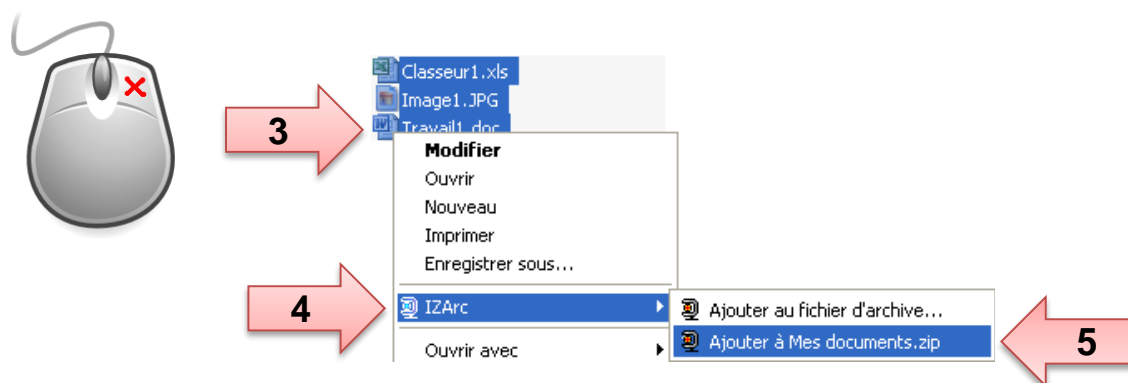 Classeur1.xls
Image1.JPG
3
Travail1.doc
Modifier
Ouvrir
Nouveau
Imprimer
Enregistrer sous...
4
IZArc
Ajouter au fichier d'archive...
Ouvrir avec
Ajouter à Mes documents.zip
5